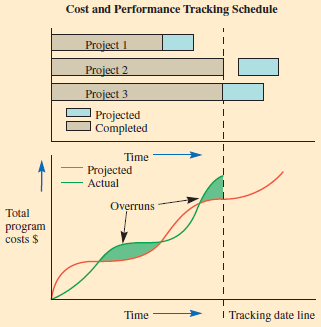 Cost and Performance Tracking Schedule
Project 1
Project 2
Project 3
Projected
Completed
Time
Projected
Actual
Overruns
Total
program
costs $
Time
Tracking date line